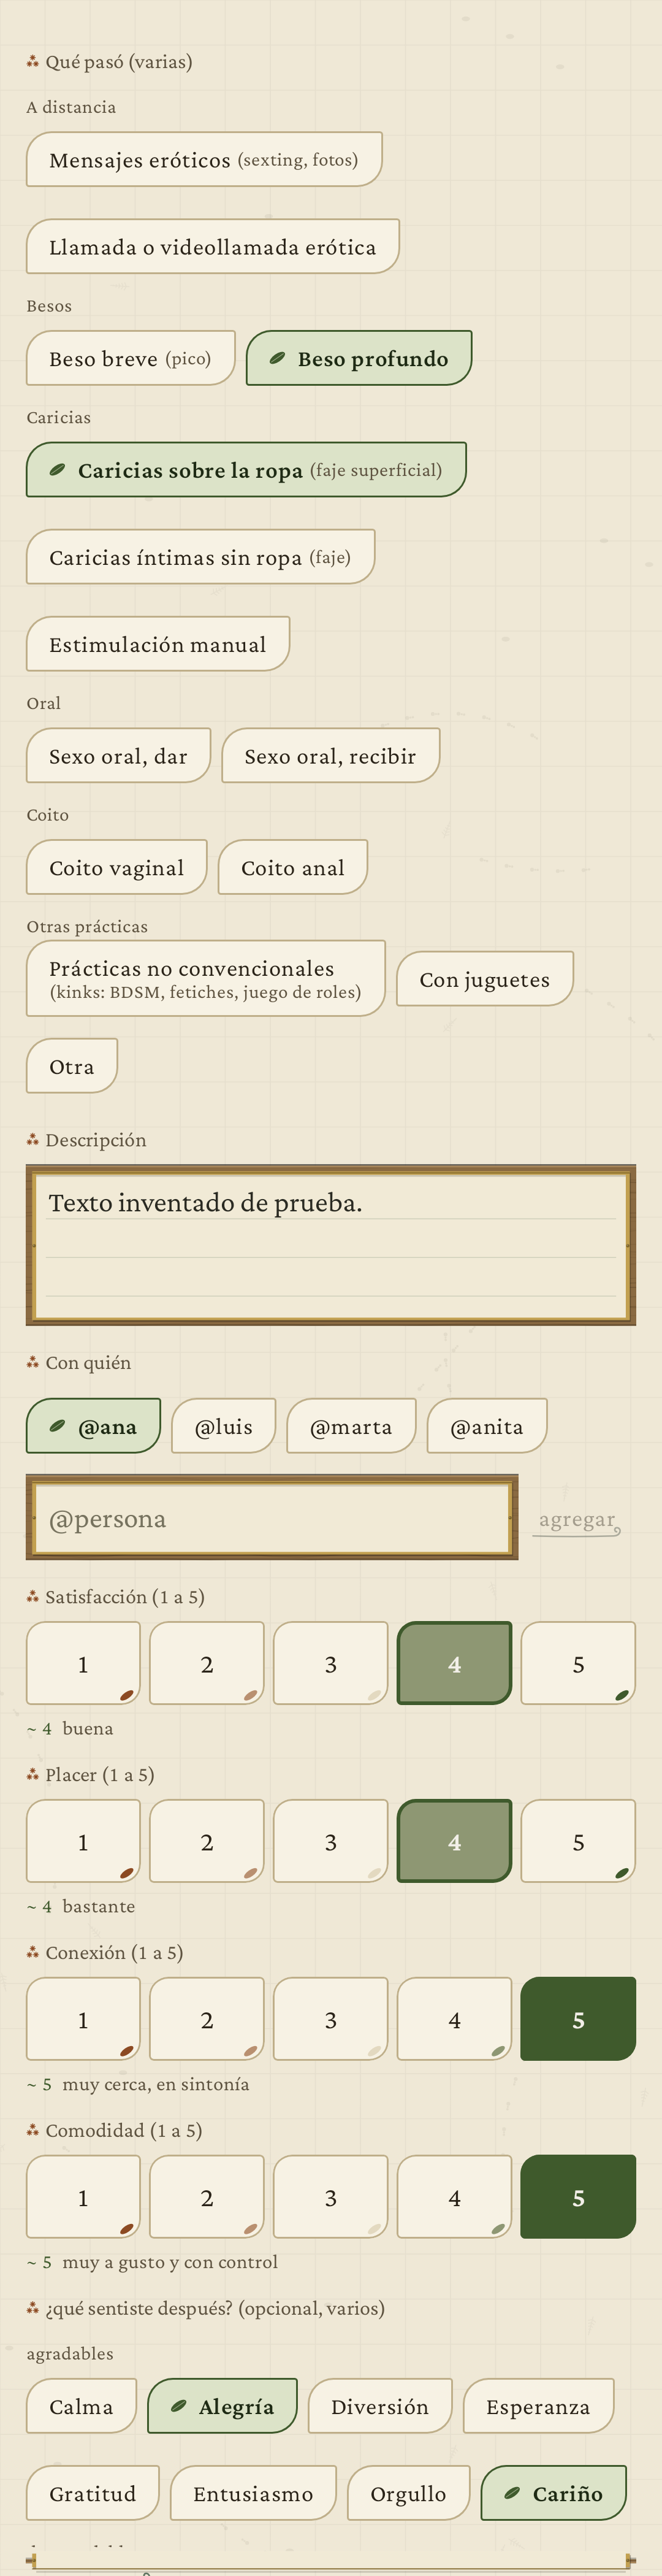 Qué pasó (varias)
A distancia
Mensajes eróticos (sexting, fotos)
Llamada o videollamada erótica
Besos
Beso breve (pico) Beso profundo
Caricias
Caricias sobre la ropa (faje superficial)
Caricias íntimas sin ropa (faje)
Estimulación manual
Oral
Sexo oral, dar Sexo oral, recibir
Coito
Coito vaginal Coito anal
Otras prácticas
Prácticas no convencionales
(kinks: BDSM, fetiches, juego de roles) Con juguetes
Otra
Descripción
Texto inventado de prueba.
Con quién
@ana @luis @marta @anita
@persona agregar
Satisfacción (1 a 5)
1 2 3 4 5
~ 4 buena
Placer (1 a 5)
1 2 3 4 5
~ 4 bastante
Conexión (1 a 5)
1 2 3 4 5
~ 5 muy cerca, en sintonía
Comodidad (1 a 5)
1 2 3 4 5
~ 5 muy a gusto y con control
¿qué sentiste después? (opcional, varios)
agradables
Calma Alegría Diversión Esperanza
Gratitud Entusiasmo Orgullo Cariño